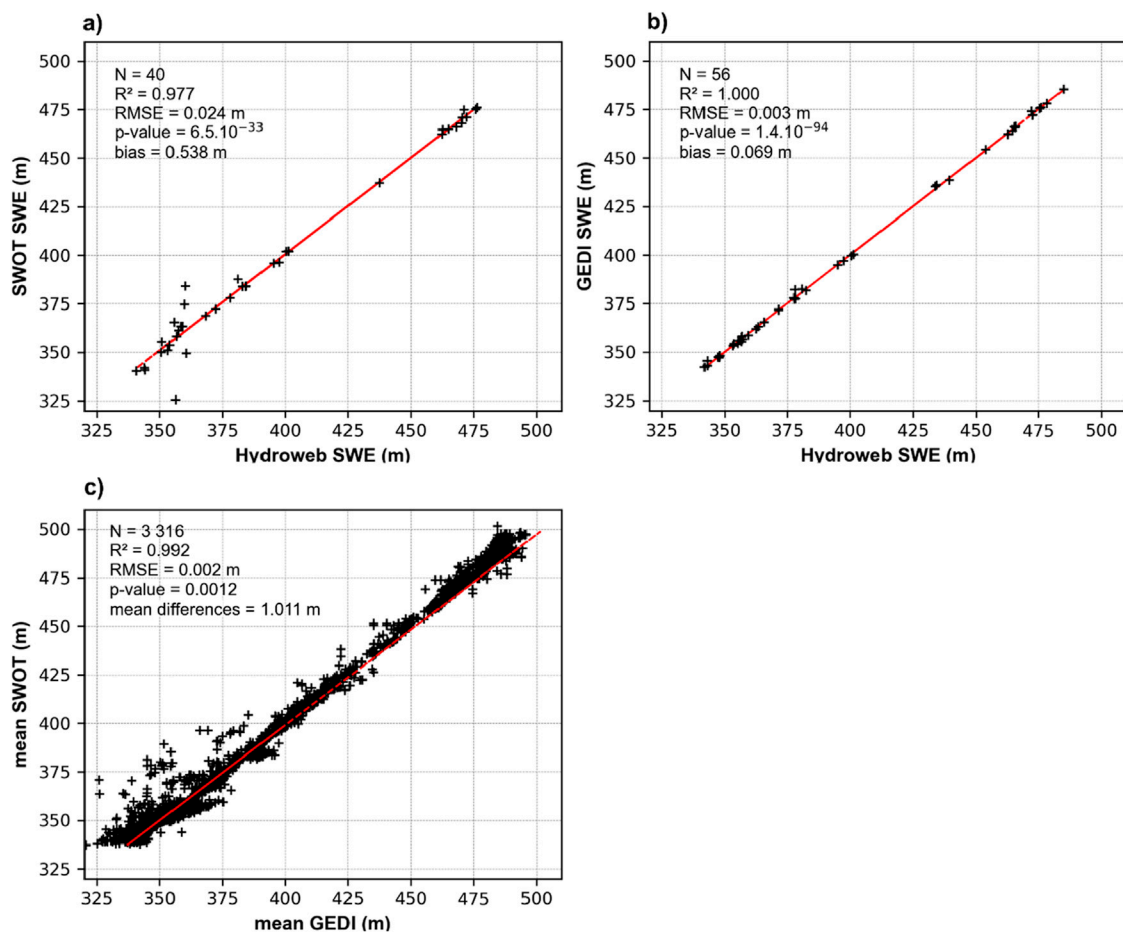 a)
500
475
450
425
400
375
350
325
SWOT SWE (m)
N = 40
R² = 0.977
RMSE = 0.024 m
p-value = 6.5.10⁻³³
bias = 0.538 m
325 350 375 400 425 450 475 500
Hydroweb SWE (m)
b)
500
475
450
425
400
375
350
325
GEDI SWE (m)
N = 56
R² = 1.000
RMSE = 0.003 m
p-value = 1.4.10⁻⁹⁴
bias = 0.069 m
325 350 375 400 425 450 475 500
Hydroweb SWE (m)
c)
500
475
450
425
400
375
350
325
mean SWOT (m)
N = 3 316
R² = 0.992
RMSE = 0.002 m
p-value = 0.0012
mean differences = 1.011 m
325 350 375 400 425 450 475 500
mean GEDI (m)